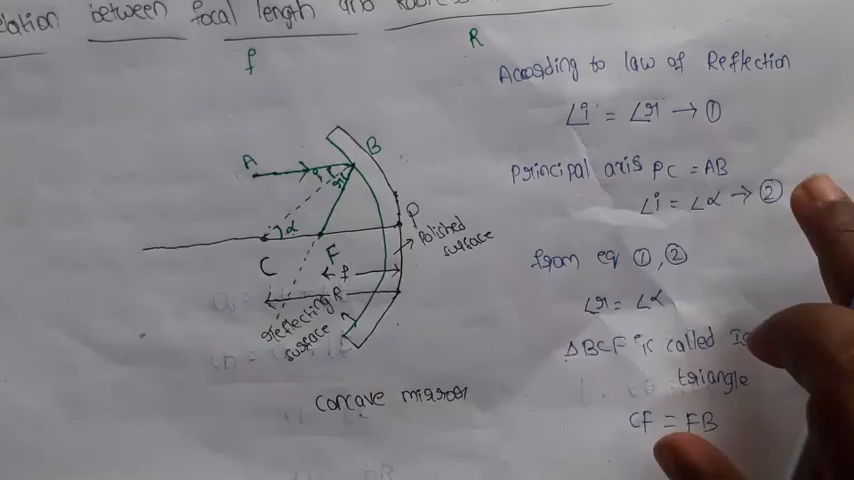 between focal length and
f
R
According to law of Reflection
∠i = ∠r → ①
Principal axis PC = AB
∠i = ∠α → ②
from eq ①,②
∠r = ∠α
ΔBCF is called
triangle
CF = FB
A
B
i
r
α
P
C
F
f
R
Polished
surface
Reflecting
surface
concave mirror